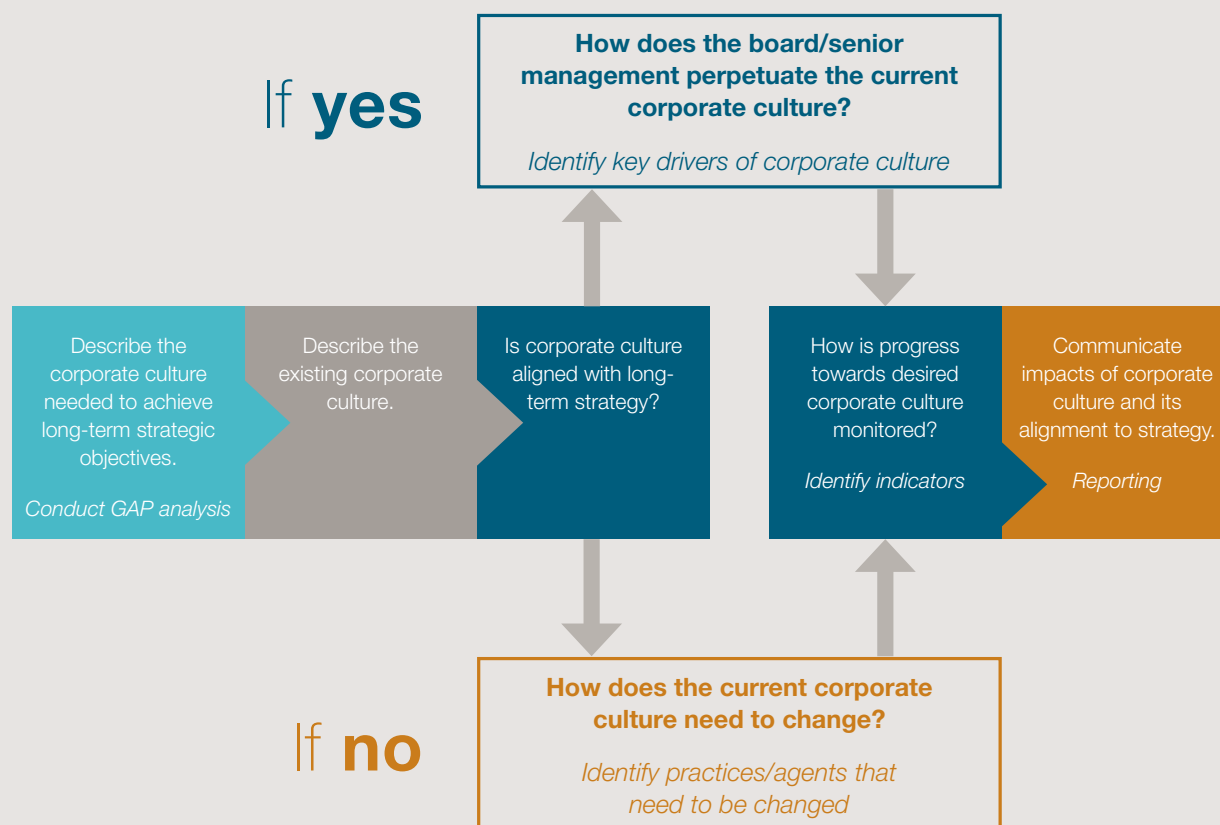 If yes
How does the board/senior
management perpetuate the current
corporate culture?
Identify key drivers of corporate culture
Describe the
corporate culture
needed to achieve
long-term strategic
objectives.
Conduct GAP analysis
Describe the
existing corporate
culture.
Is corporate culture
aligned with long-
term strategy?
How is progress
towards desired
corporate culture
monitored?
Identify indicators
Communicate
impacts of corporate
culture and its
alignment to strategy.
Reporting
If no
How does the current corporate
culture need to change?
Identify practices/agents that
need to be changed